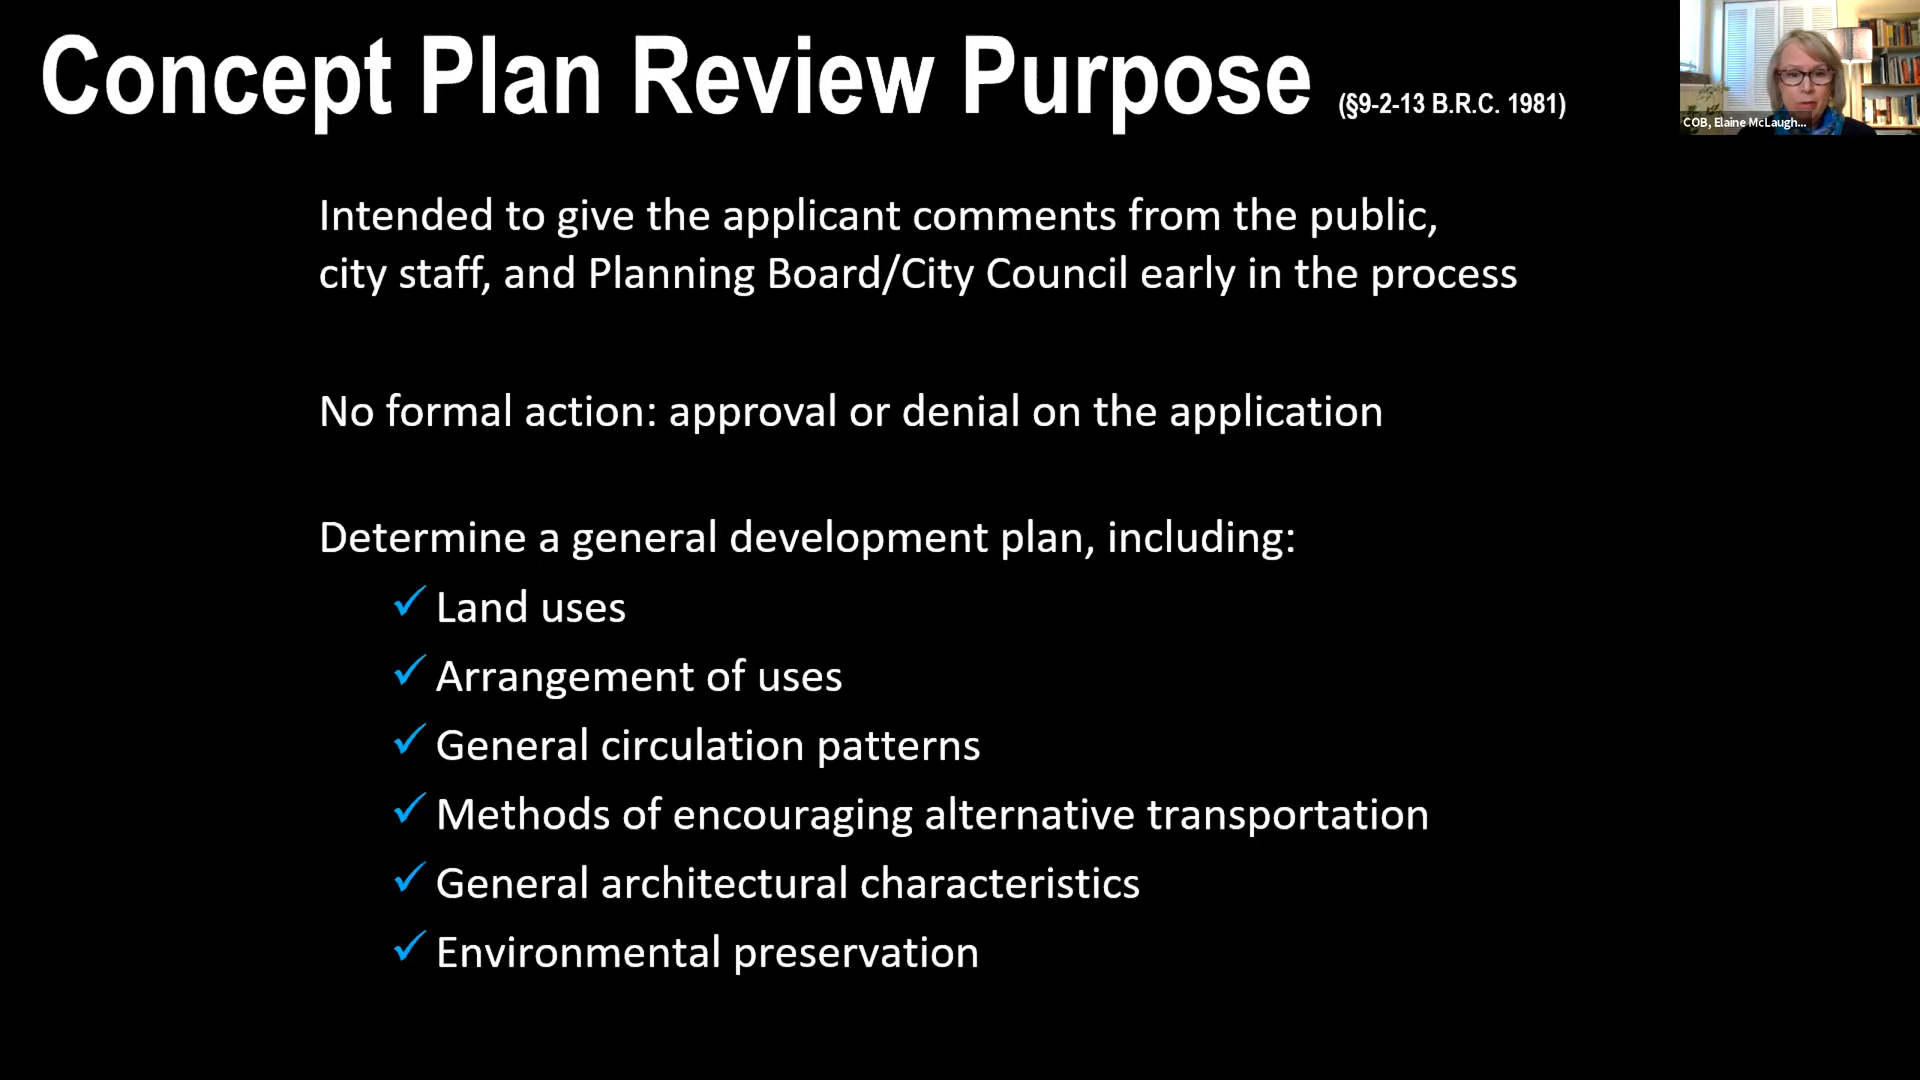 Concept Plan Review Purpose (§9-2-13 B.R.C. 1981)
COB, Elaine McLaugh...
Intended to give the applicant comments from the public,
city staff, and Planning Board/City Council early in the process
No formal action: approval or denial on the application
Determine a general development plan, including:
✓ Land uses
✓ Arrangement of uses
✓ General circulation patterns
✓ Methods of encouraging alternative transportation
✓ General architectural characteristics
✓ Environmental preservation